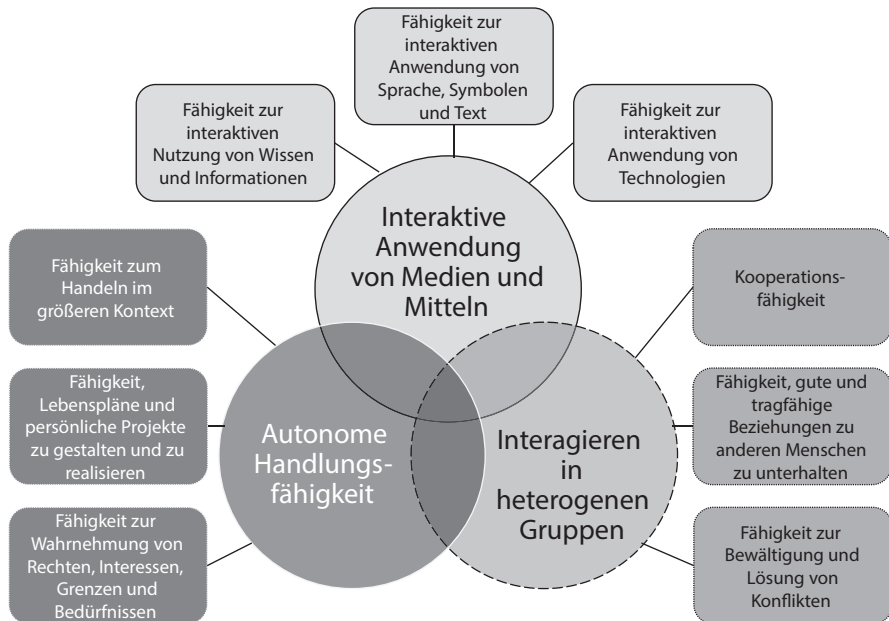 Fähigkeit zur
interaktiven
Anwendung von
Sprache, Symbolen
und Text
Fähigkeit zur
interaktiven
Nutzung von Wissen
und Informationen
Fähigkeit zur
interaktiven
Anwendung von
Technologien
Interaktive
Anwendung
von Medien und
Mitteln
Fähigkeit zum
Handeln im
größeren Kontext
Fähigkeit,
Lebenspläne und
persönliche Projekte
zu gestalten und zu
realisieren
Fähigkeit zur
Wahrnehmung von
Rechten, Interessen,
Grenzen und
Bedürfnissen
Autonome
Handlungs-
fähigkeit
Interagieren
in
heterogenen
Gruppen
Kooperations-
fähigkeit
Fähigkeit, gute und
tragfähige
Beziehungen zu
anderen Menschen
zu unterhalten
Fähigkeit zur
Bewältigung und
Lösung von
Konflikten